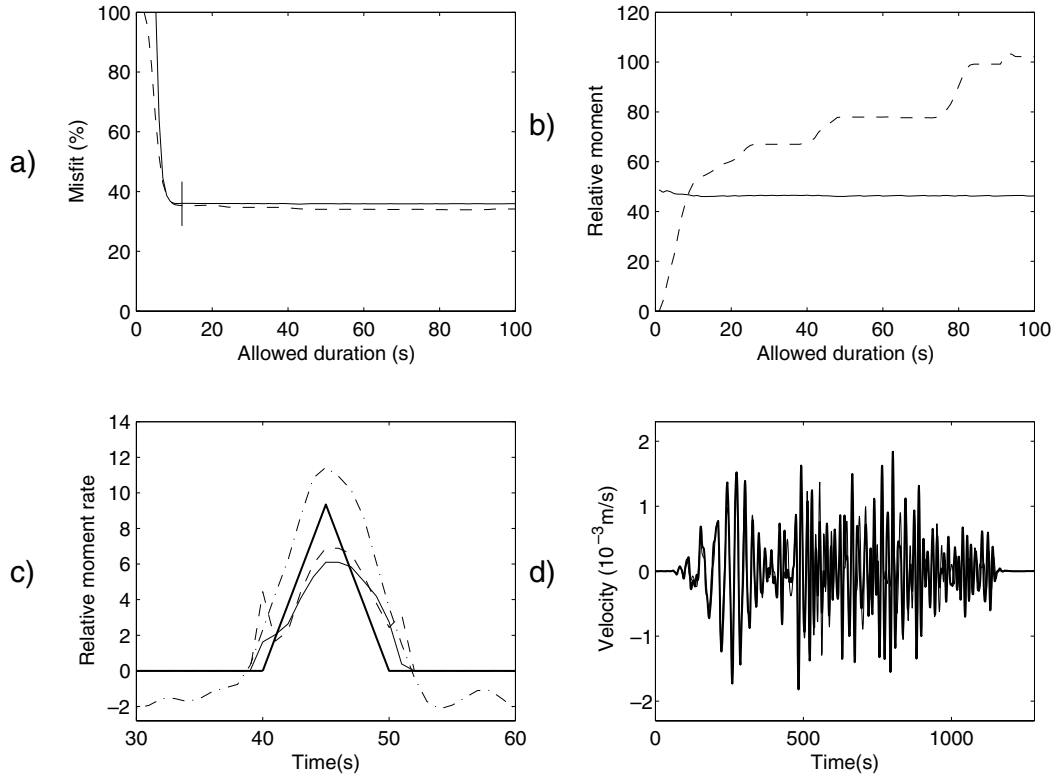 a)
Misfit (%)
100
80
60
40
20
0
0 20 40 60 80 100
Allowed duration (s)
b)
Relative moment
120
100
80
60
40
20
0
0 20 40 60 80 100
Allowed duration (s)
c)
Relative moment rate
14
12
10
8
6
4
2
0
−2
30 40 50 60
Time(s)
d)
Velocity (10⁻³m/s)
2
1
0
−1
−2
0 500 1000
Time(s)